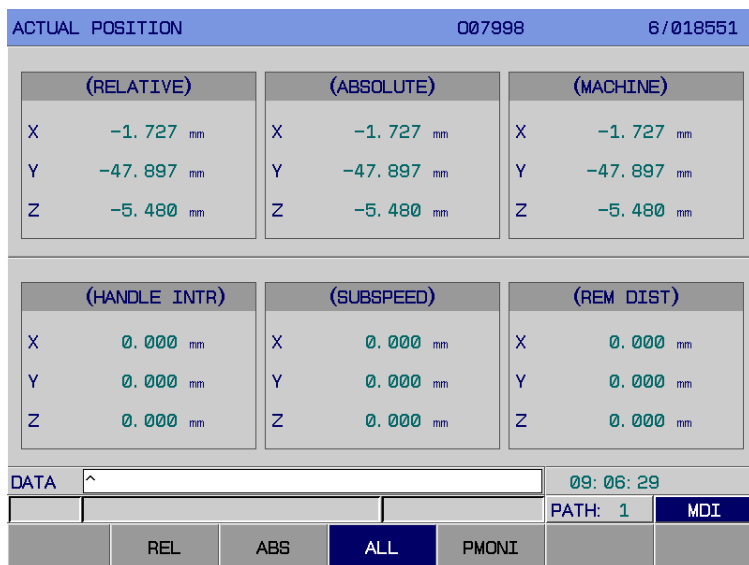 ACTUAL POSITION O07998 6/018551
(RELATIVE) (ABSOLUTE) (MACHINE)
X -1.727 mm X -1.727 mm X -1.727 mm
Y -47.897 mm Y -47.897 mm Y -47.897 mm
Z -5.480 mm Z -5.480 mm Z -5.480 mm
(HANDLE INTR) (SUBSPEED) (REM DIST)
X 0.000 mm X 0.000 mm X 0.000 mm
Y 0.000 mm Y 0.000 mm Y 0.000 mm
Z 0.000 mm Z 0.000 mm Z 0.000 mm
DATA ^ 09:06:29
PATH: 1 MDI
REL ABS ALL PMONI